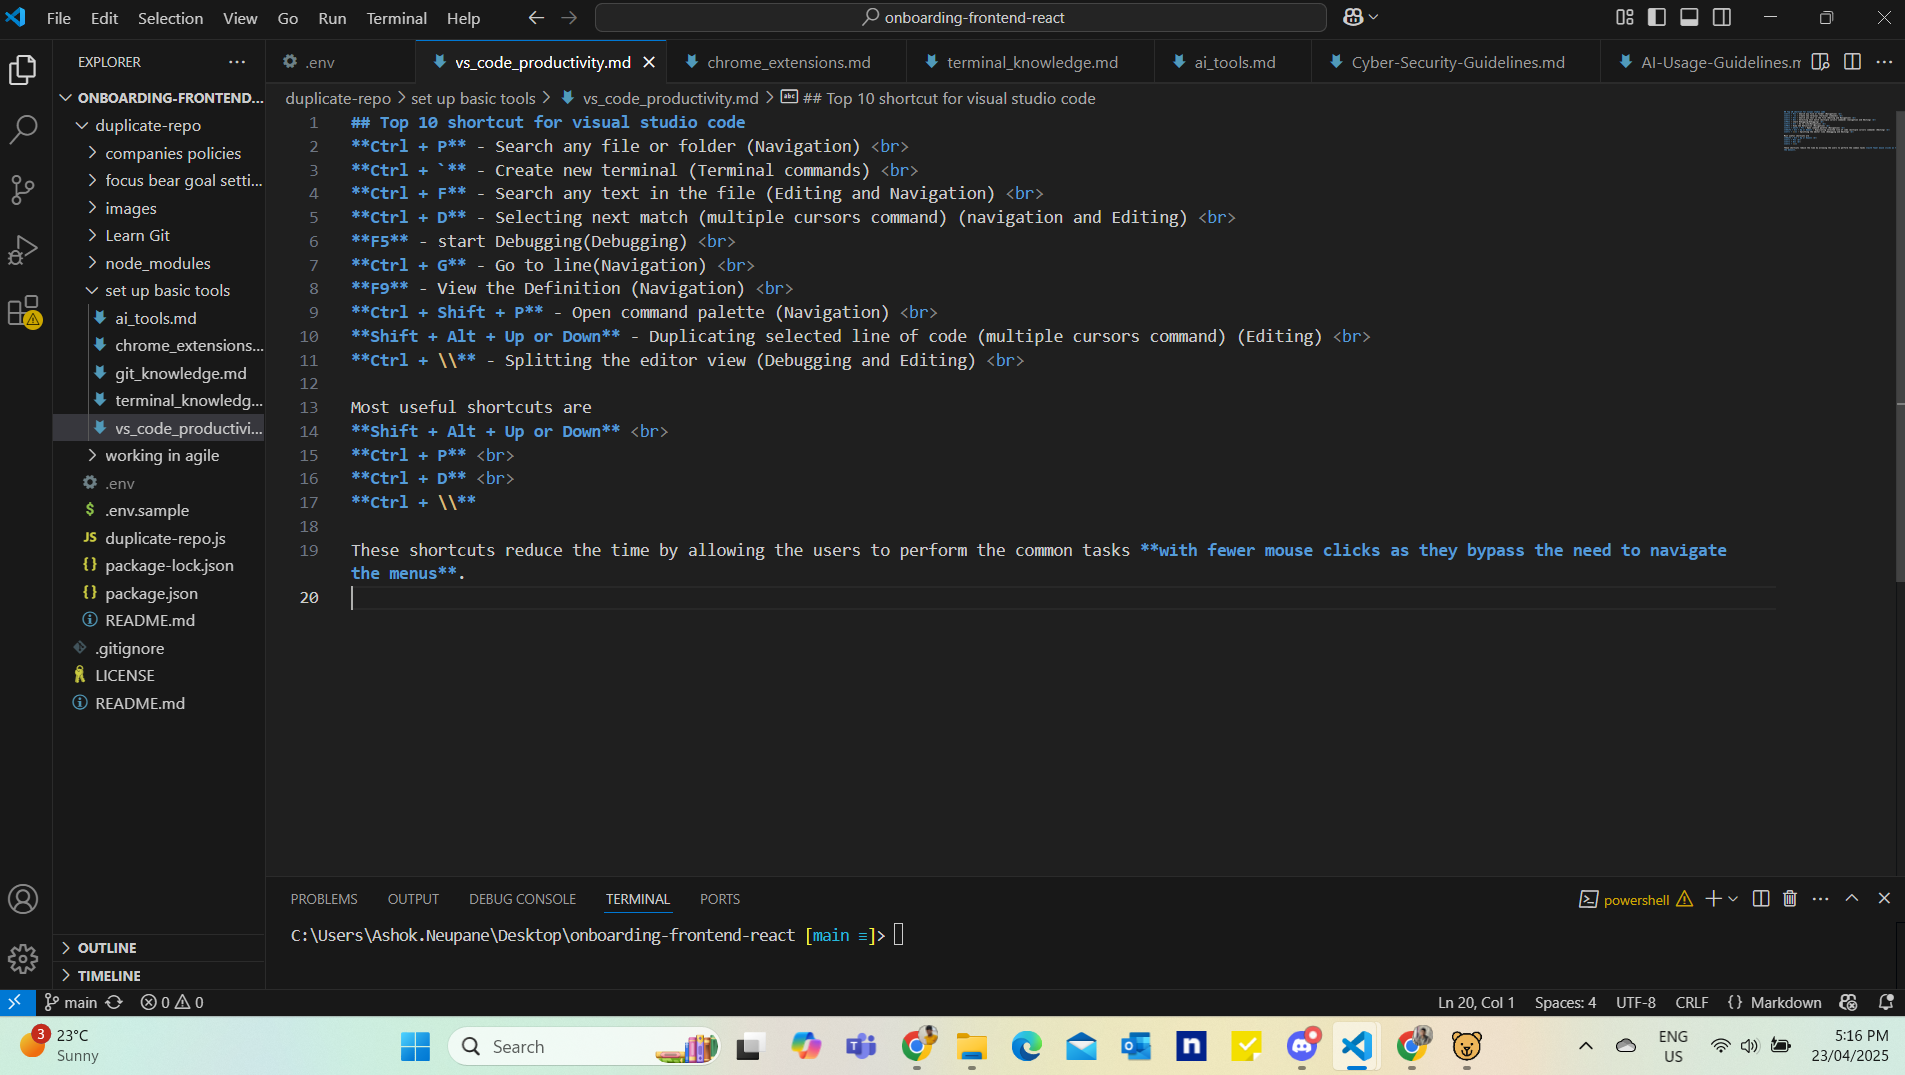 File Edit Selection View Go Run Terminal Help
onboarding-frontend-react
EXPLORER
.env
vs_code_productivity.md
chrome_extensions.md
terminal_knowledge.md
ai_tools.md
Cyber-Security-Guidelines.md
AI-Usage-Guidelines.m
ONBOARDING-FRONTEND...
duplicate-repo
companies policies
focus bear goal setti...
images
Learn Git
node_modules
set up basic tools
ai_tools.md
chrome_extensions...
git_knowledge.md
terminal_knowledg...
vs_code_productivi...
working in agile
.env
$ .env.sample
JS duplicate-repo.js
{} package-lock.json
{} package.json
README.md
.gitignore
LICENSE
README.md
OUTLINE
TIMELINE
duplicate-repo > set up basic tools > vs_code_productivity.md > abc ## Top 10 shortcut for visual studio code
1 ## Top 10 shortcut for visual studio code
2 **Ctrl + P** - Search any file or folder (Navigation) <br>
3 **Ctrl + `** - Create new terminal (Terminal commands) <br>
4 **Ctrl + F** - Search any text in the file (Editing and Navigation) <br>
5 **Ctrl + D** - Selecting next match (multiple cursors command) (navigation and Editing) <br>
6 **F5** - start Debugging(Debugging) <br>
7 **Ctrl + G** - Go to line(Navigation) <br>
8 **F9** - View the Definition (Navigation) <br>
9 **Ctrl + Shift + P** - Open command palette (Navigation) <br>
10 **Shift + Alt + Up or Down** - Duplicating selected line of code (multiple cursors command) (Editing) <br>
11 **Ctrl + \\** - Splitting the editor view (Debugging and Editing) <br>
12
13 Most useful shortcuts are
14 **Shift + Alt + Up or Down** <br>
15 **Ctrl + P** <br>
16 **Ctrl + D** <br>
17 **Ctrl + \\**
18
19 These shortcuts reduce the time by allowing the users to perform the common tasks **with fewer mouse clicks as they bypass the need to navigate
the menus**.
20
PROBLEMS OUTPUT DEBUG CONSOLE TERMINAL PORTS
powershell
C:\Users\Ashok.Neupane\Desktop\onboarding-frontend-react [main ≡]>
main 0 0
Ln 20, Col 1 Spaces: 4 UTF-8 CRLF {} Markdown
3
23°C
Sunny
Search
n
ENG
US
5:16 PM
23/04/2025